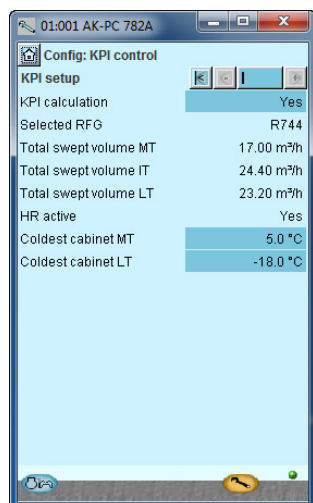 01:001 AK-PC 782A
Config: KPI control
KPI setup
KPI calculation Yes
Selected RFG R744
Total swept volume MT 17.00 m³/h
Total swept volume IT 24.40 m³/h
Total swept volume LT 23.20 m³/h
HR active Yes
Coldest cabinet MT 5.0 °C
Coldest cabinet LT -18.0 °C